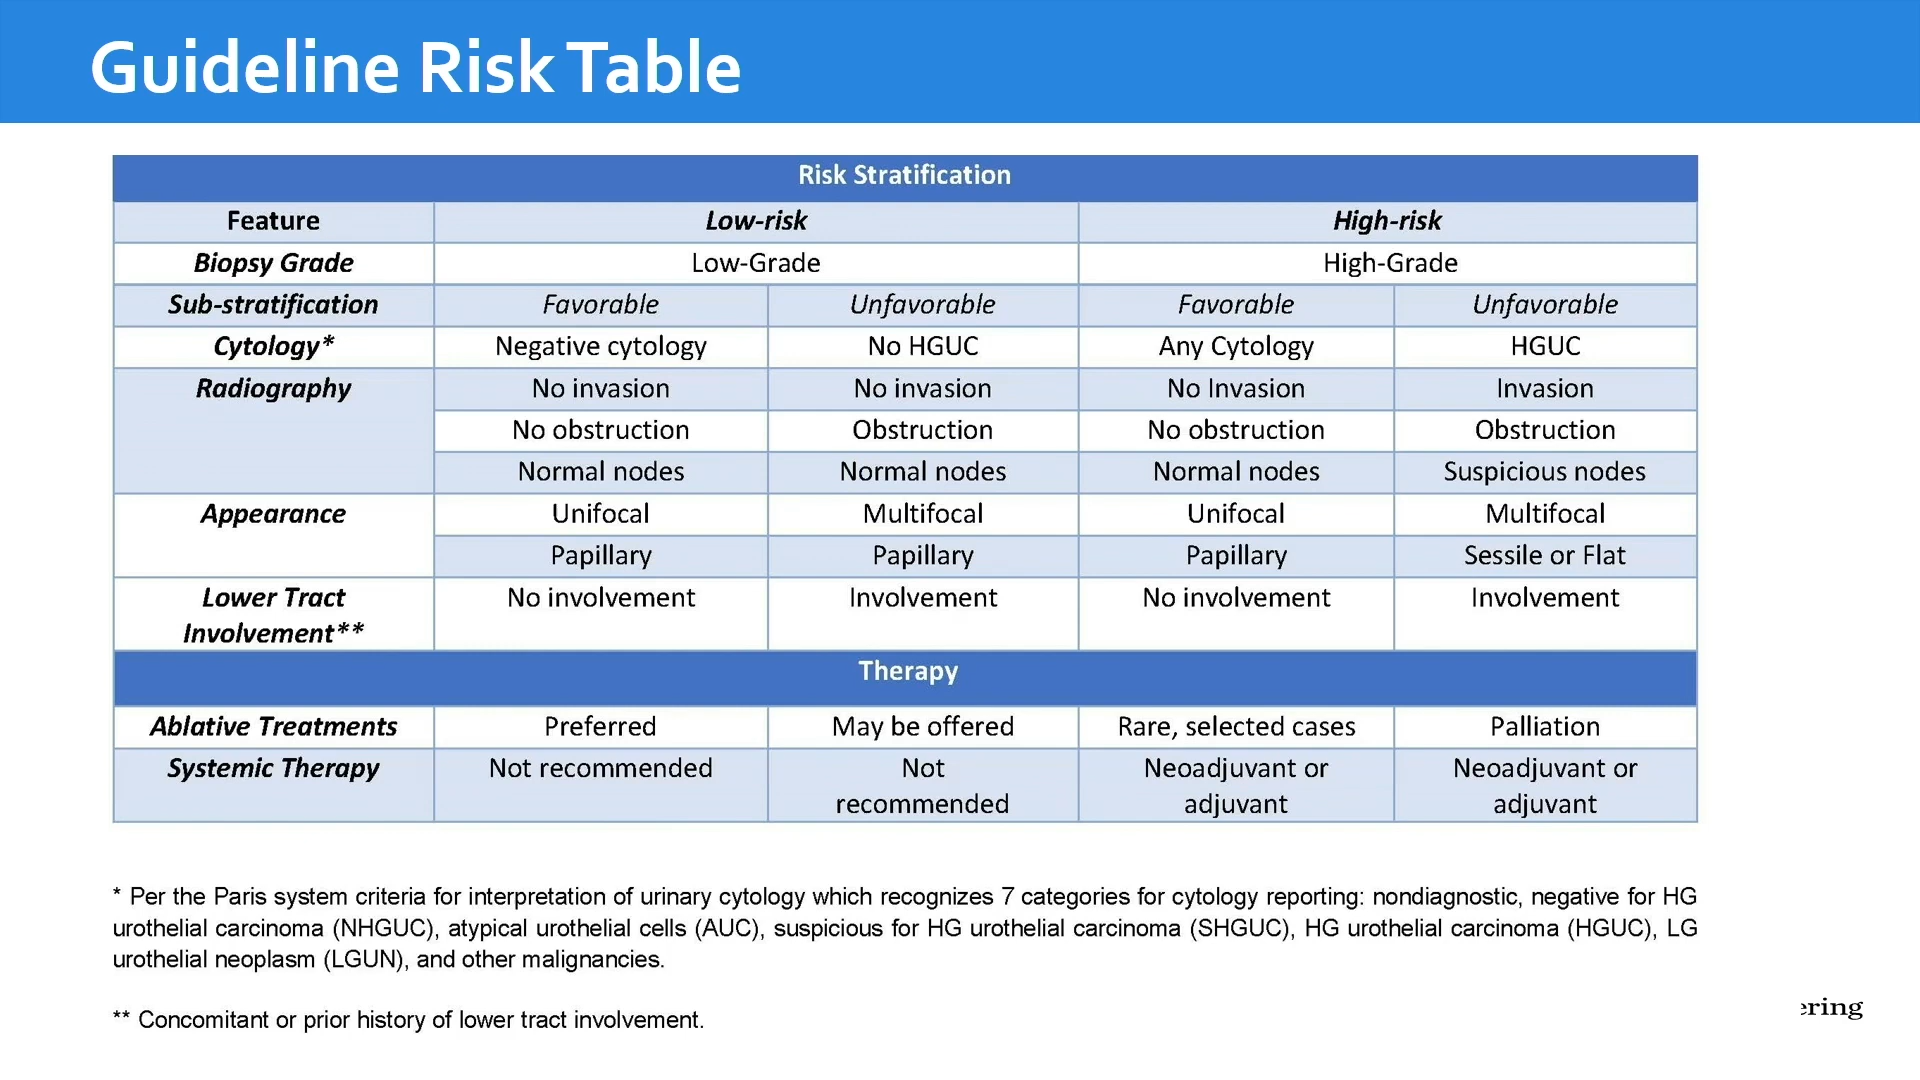 Guideline Risk Table
Risk Stratification
Feature Low-risk High-risk
Biopsy Grade Low-Grade High-Grade
Sub-stratification Favorable Unfavorable Favorable Unfavorable
Cytology* Negative cytology No HGUC Any Cytology HGUC
Radiography No invasion No invasion No Invasion Invasion
No obstruction Obstruction No obstruction Obstruction
Normal nodes Normal nodes Normal nodes Suspicious nodes
Appearance Unifocal Multifocal Unifocal Multifocal
Papillary Papillary Papillary Sessile or Flat
Lower Tract No involvement Involvement No involvement Involvement
Involvement**
Therapy
Ablative Treatments Preferred May be offered Rare, selected cases Palliation
Systemic Therapy Not recommended Not Neoadjuvant or Neoadjuvant or
recommended adjuvant adjuvant
* Per the Paris system criteria for interpretation of urinary cytology which recognizes 7 categories for cytology reporting: nondiagnostic, negative for HG
urothelial carcinoma (NHGUC), atypical urothelial cells (AUC), suspicious for HG urothelial carcinoma (SHGUC), HG urothelial carcinoma (HGUC), LG
urothelial neoplasm (LGUN), and other malignancies.
** Concomitant or prior history of lower tract involvement.